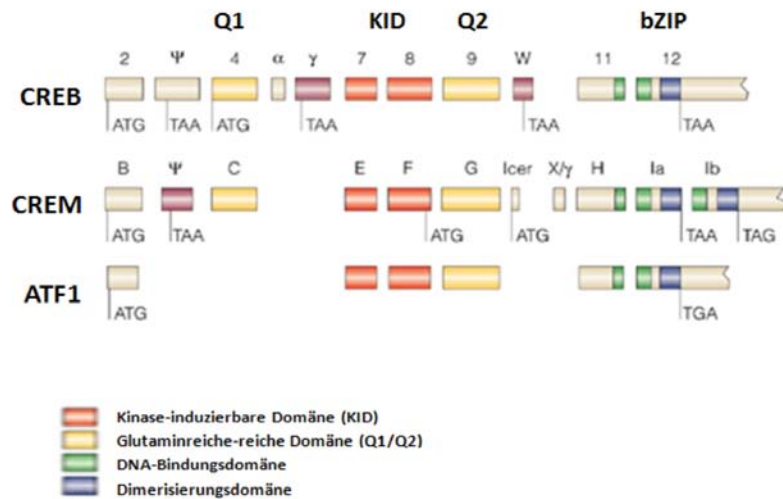 Q1 KID Q2 bZIP
2 Ψ 4 α γ 7 8 9 W 11 12
CREB
ATG TAA ATG TAA TAA TAA
B Ψ C E F G Icer X/γ H Ia Ib
CREM
ATG TAA ATG ATG TAA TAG
ATF1
ATG TGA
Kinase-induzierbare Domäne (KID)
Glutaminreiche-reiche Domäne (Q1/Q2)
DNA-Bindungsdomäne
Dimerisierungsdomäne